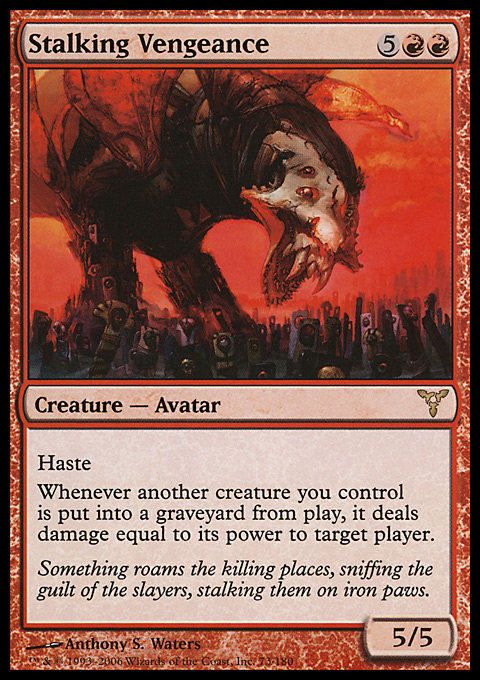 Stalking Vengeance 5
Creature — Avatar
Haste
Whenever another creature you control
is put into a graveyard from play, it deals
damage equal to its power to target player.
Something roams the killing places, sniffing the
guilt of the slayers, stalking them on iron paws.
Anthony S. Waters
5/5
™ & © 1993–2006 Wizards of the Coast, Inc. 73/180